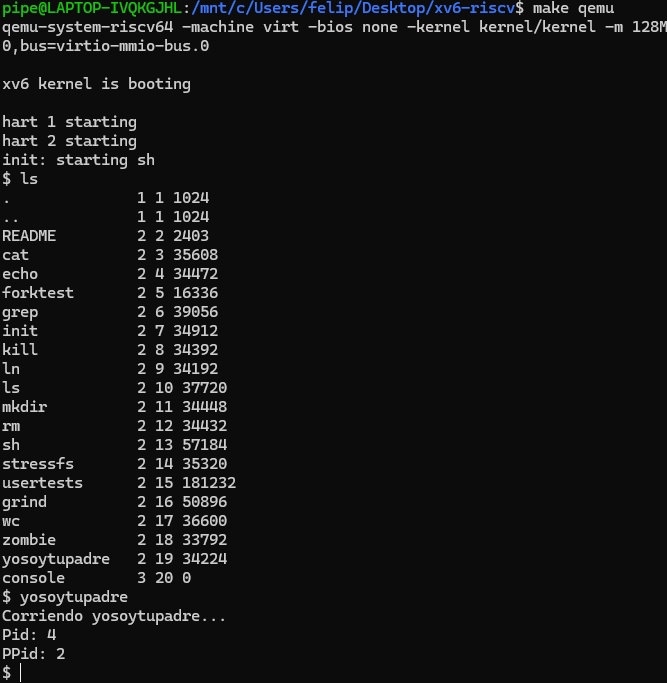 pipe@LAPTOP-IVQKGJHL:/mnt/c/Users/felip/Desktop/xv6-riscv$ make qemu
qemu-system-riscv64 -machine virt -bios none -kernel kernel/kernel -m 128M
0,bus=virtio-mmio-bus.0
xv6 kernel is booting
hart 1 starting
hart 2 starting
init: starting sh
$ ls
.              1 1 1024
..             1 1 1024
README         2 2 2403
cat            2 3 35608
echo           2 4 34472
forktest       2 5 16336
grep           2 6 39056
init           2 7 34912
kill           2 8 34392
ln             2 9 34192
ls             2 10 37720
mkdir          2 11 34448
rm             2 12 34432
sh             2 13 57184
stressfs       2 14 35320
usertests      2 15 181232
grind          2 16 50896
wc             2 17 36600
zombie         2 18 33792
yosoytupadre   2 19 34224
console        3 20 0
$ yosoytupadre
Corriendo yosoytupadre...
Pid: 4
PPid: 2
$